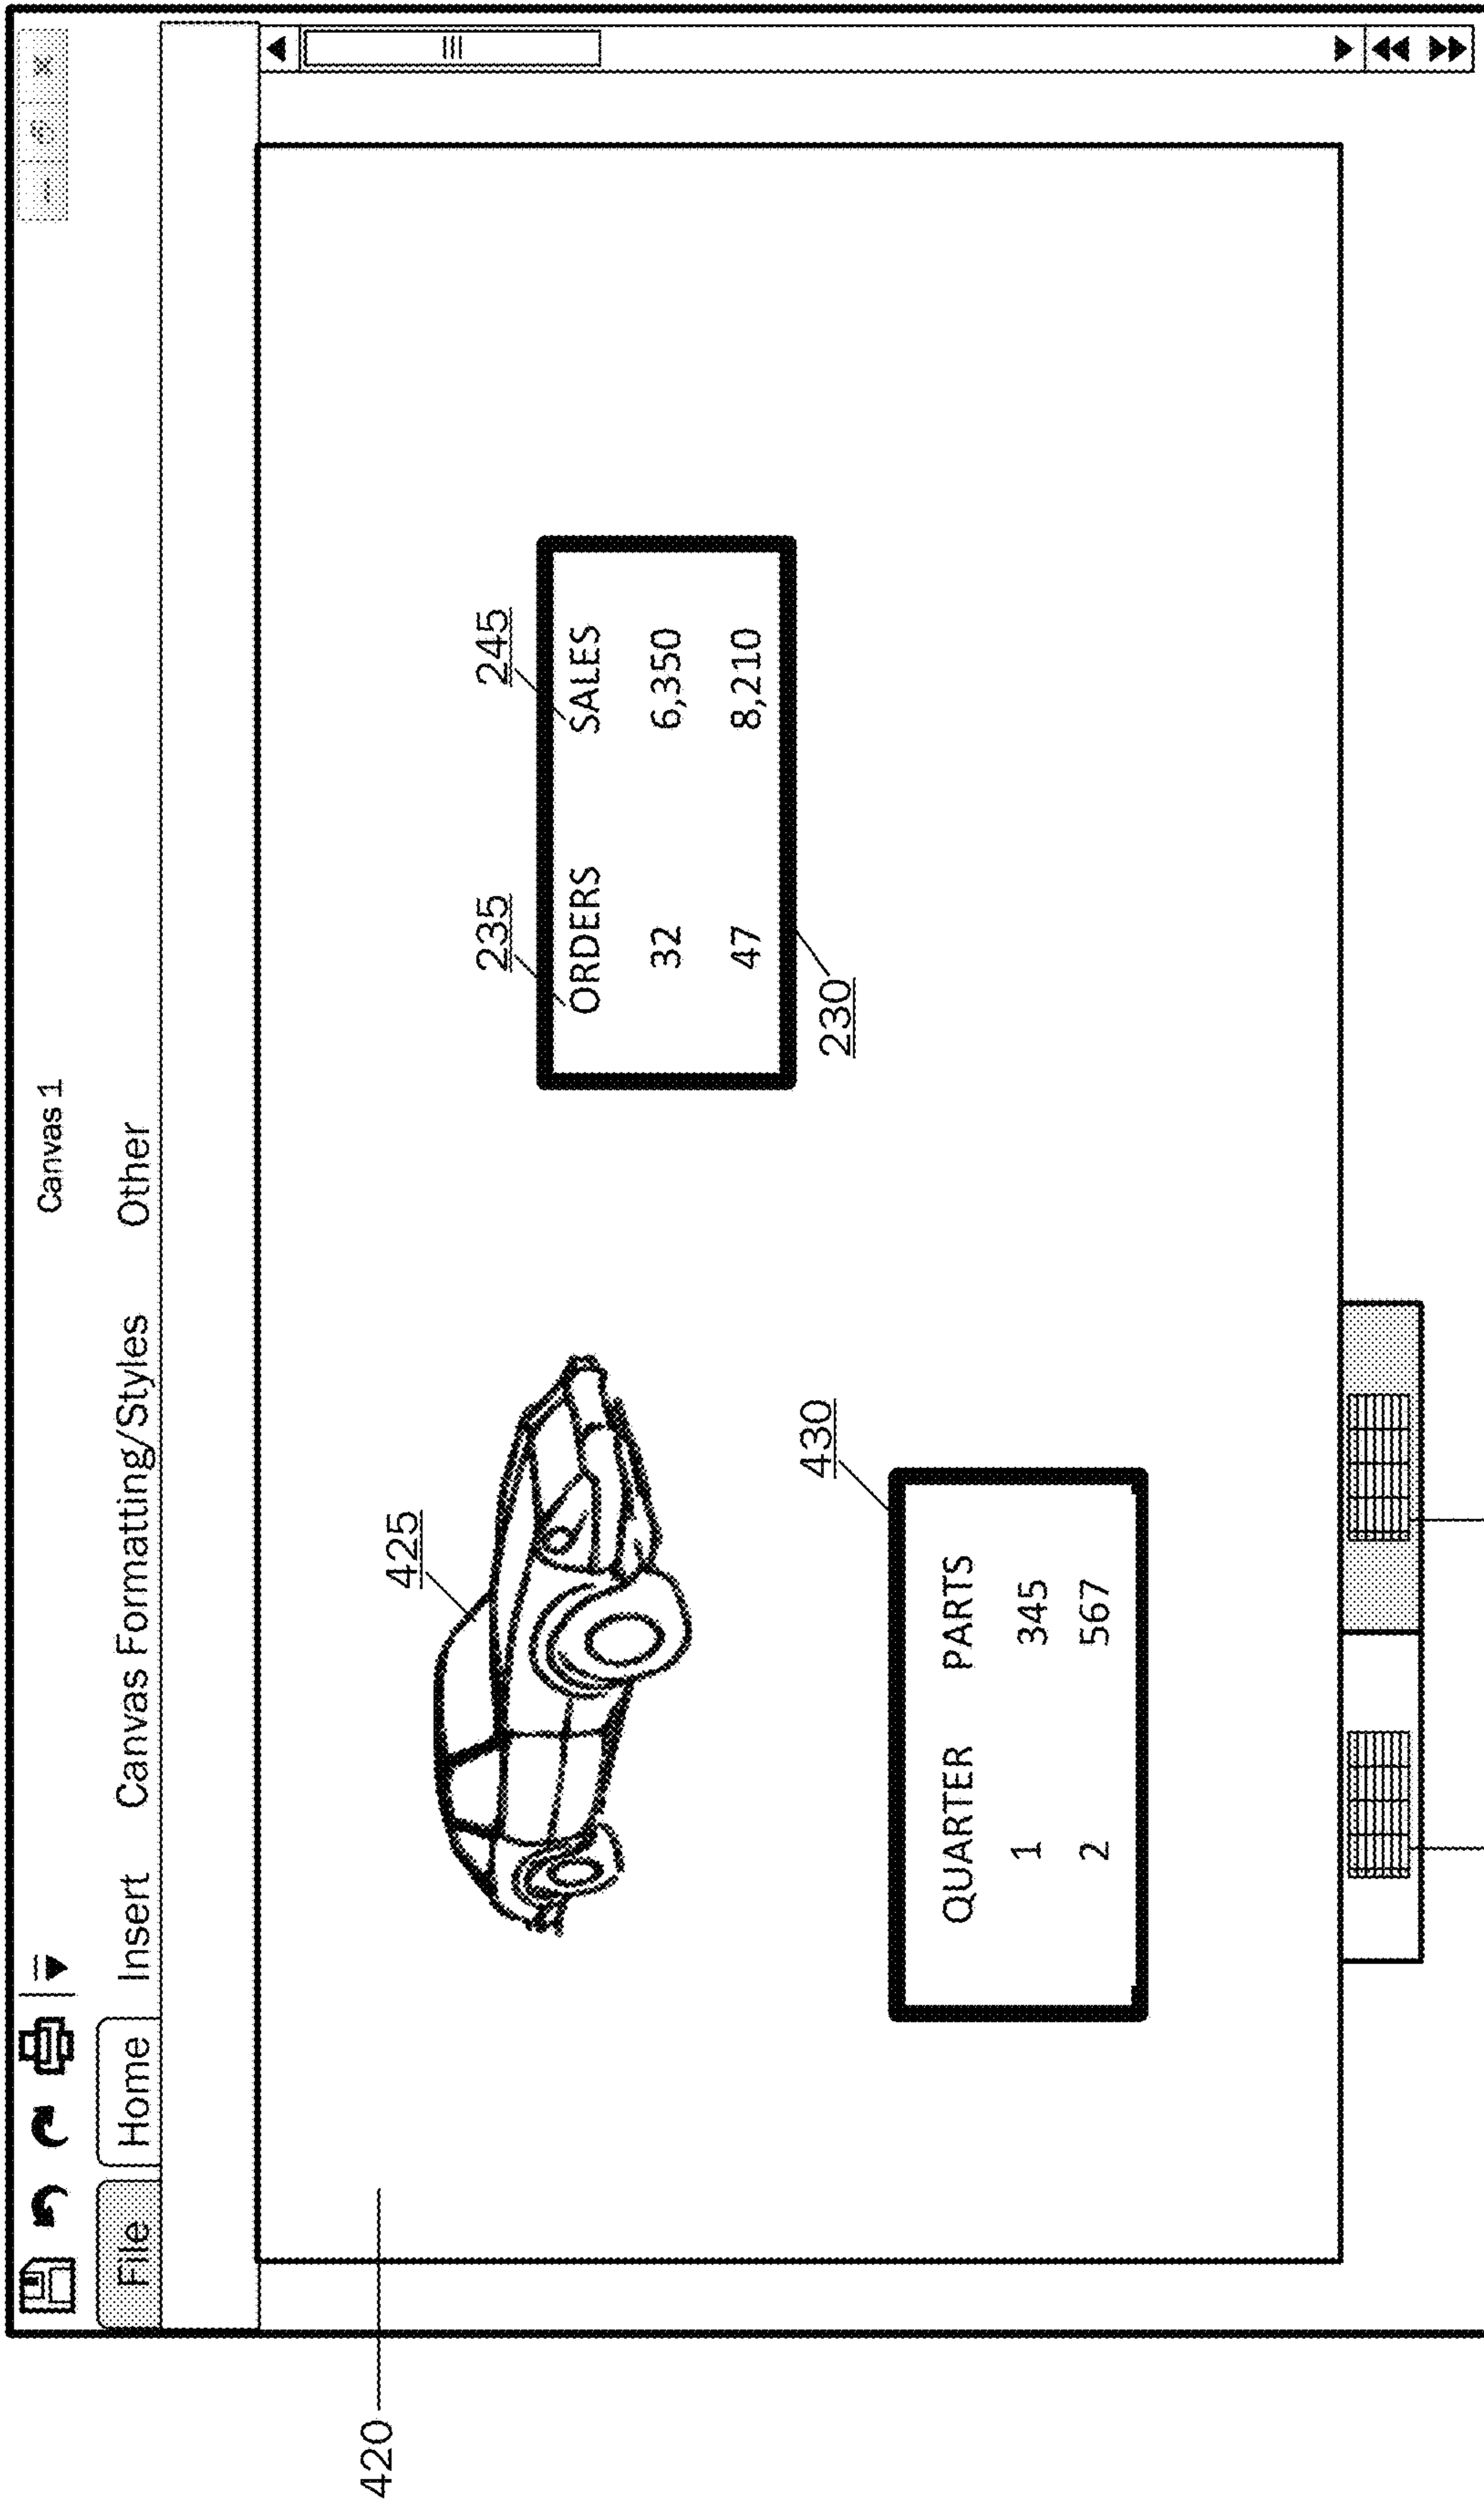 Canvas 1
File Home Insert Canvas Formatting/Styles Other
420
425
235 245
ORDERS SALES
32 6,350
47 8,210
230
430
QUARTER PARTS
1 345
2 567